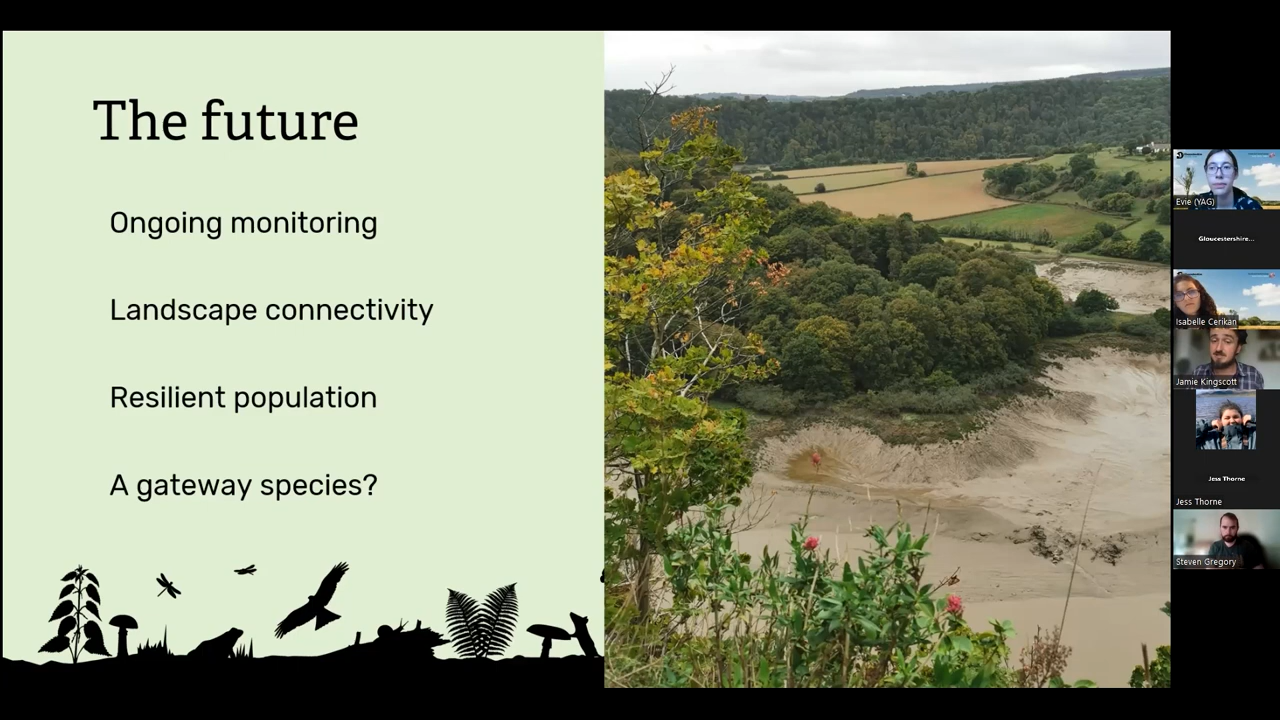 The future
Ongoing monitoring
Landscape connectivity
Resilient population
A gateway species?
Evie (YAG)
Gloucestershire...
Isabelle Cerikan
Jamie Kingscott
Jess Thorne
Jess Thorne
Steven Gregory